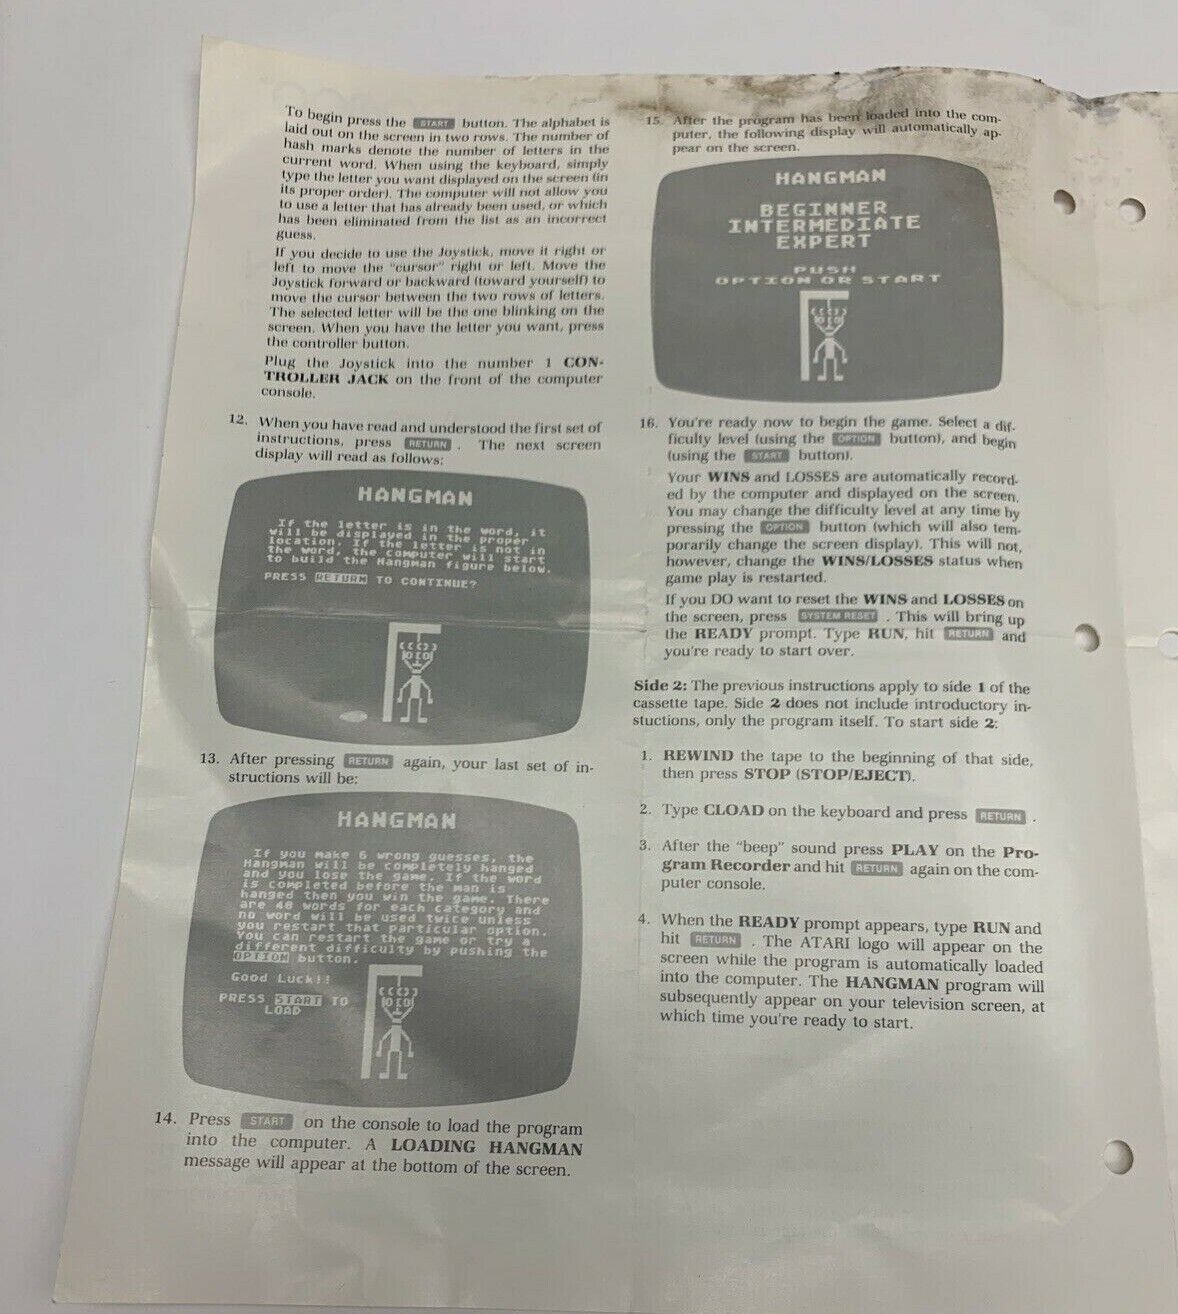 To begin press the START button. The alphabet is
laid out on the screen in two rows. The number of
hash marks denote the number of letters in the
current word. When using the keyboard, simply
type the letter you want displayed on the screen (in
its proper order). The computer will not allow you
to use a letter that has already been used, or which
has been eliminated from the list as an incorrect
guess.
If you decide to use the Joystick, move it right or
left to move the "cursor" right or left. Move the
Joystick forward or backward (toward yourself) to
move the cursor between the two rows of letters.
The selected letter will be the one blinking on the
screen. When you have the letter you want, press
the controller button.
Plug the Joystick into the number 1 CON-
TROLLER JACK on the front of the computer
console.
12. When you have read and understood the first set of
instructions, press RETURN . The next screen
display will read as follows:
HANGMAN
If the letter is in the word, it
will be displayed in the proper
location. If the letter is not in
the word, the computer will start
to build the Hangman figure below.
PRESS RETURN TO CONTINUE?
13. After pressing RETURN again, your last set of in-
structions will be:
HANGMAN
If you make 6 wrong guesses, the
Hangman will be completely hanged
and you lose the game. If the word
is completed before the man is
hanged then you win the game. There
are 48 words for each category and
no word will be used twice unless
you restart that particular option.
You can restart the game or try a
different difficulty by pushing the
OPTION button.
Good Luck!!
PRESS START TO
LOAD
14. Press START on the console to load the program
into the computer. A LOADING HANGMAN
message will appear at the bottom of the screen.
15. After the program has been loaded into the com-
puter, the following display will automatically ap-
pear on the screen.
HANGMAN
BEGINNER
INTERMEDIATE
EXPERT
PUSH
OPTION OR START
16. You're ready now to begin the game. Select a dif-
ficulty level (using the OPTION button), and begin
(using the START button).
Your WINS and LOSSES are automatically record-
ed by the computer and displayed on the screen.
You may change the difficulty level at any time by
pressing the OPTION button (which will also tem-
porarily change the screen display). This will not,
however, change the WINS/LOSSES status when
game play is restarted.
If you DO want to reset the WINS and LOSSES on
the screen, press SYSTEM RESET . This will bring up
the READY prompt. Type RUN, hit RETURN and
you're ready to start over.
Side 2: The previous instructions apply to side 1 of the
cassette tape. Side 2 does not include introductory in-
stuctions, only the program itself. To start side 2:
1. REWIND the tape to the beginning of that side,
then press STOP (STOP/EJECT).
2. Type CLOAD on the keyboard and press RETURN .
3. After the "beep" sound press PLAY on the Pro-
gram Recorder and hit RETURN again on the com-
puter console.
4. When the READY prompt appears, type RUN and
hit RETURN . The ATARI logo will appear on the
screen while the program is automatically loaded
into the computer. The HANGMAN program will
subsequently appear on your television screen, at
which time you're ready to start.